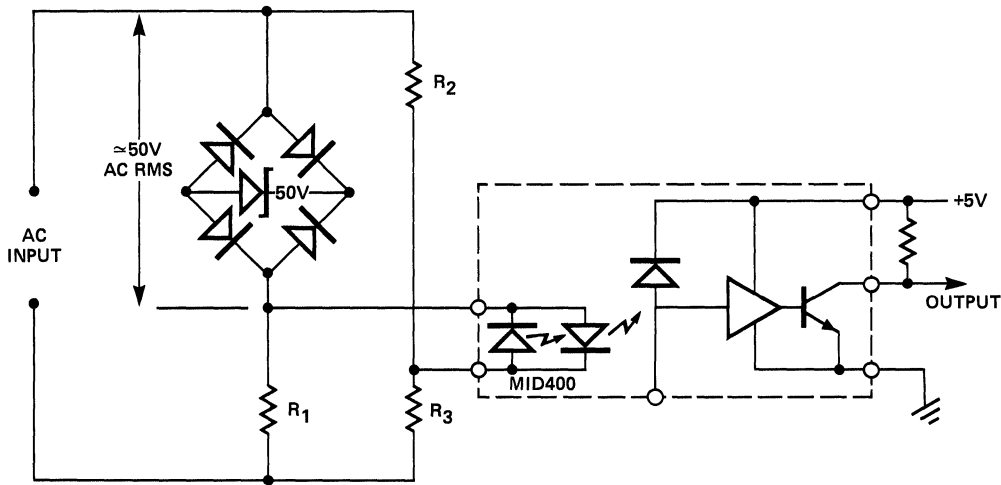 R2
≃50V
AC RMS
50V
AC
INPUT
+5V
OUTPUT
MID400
R1
R3